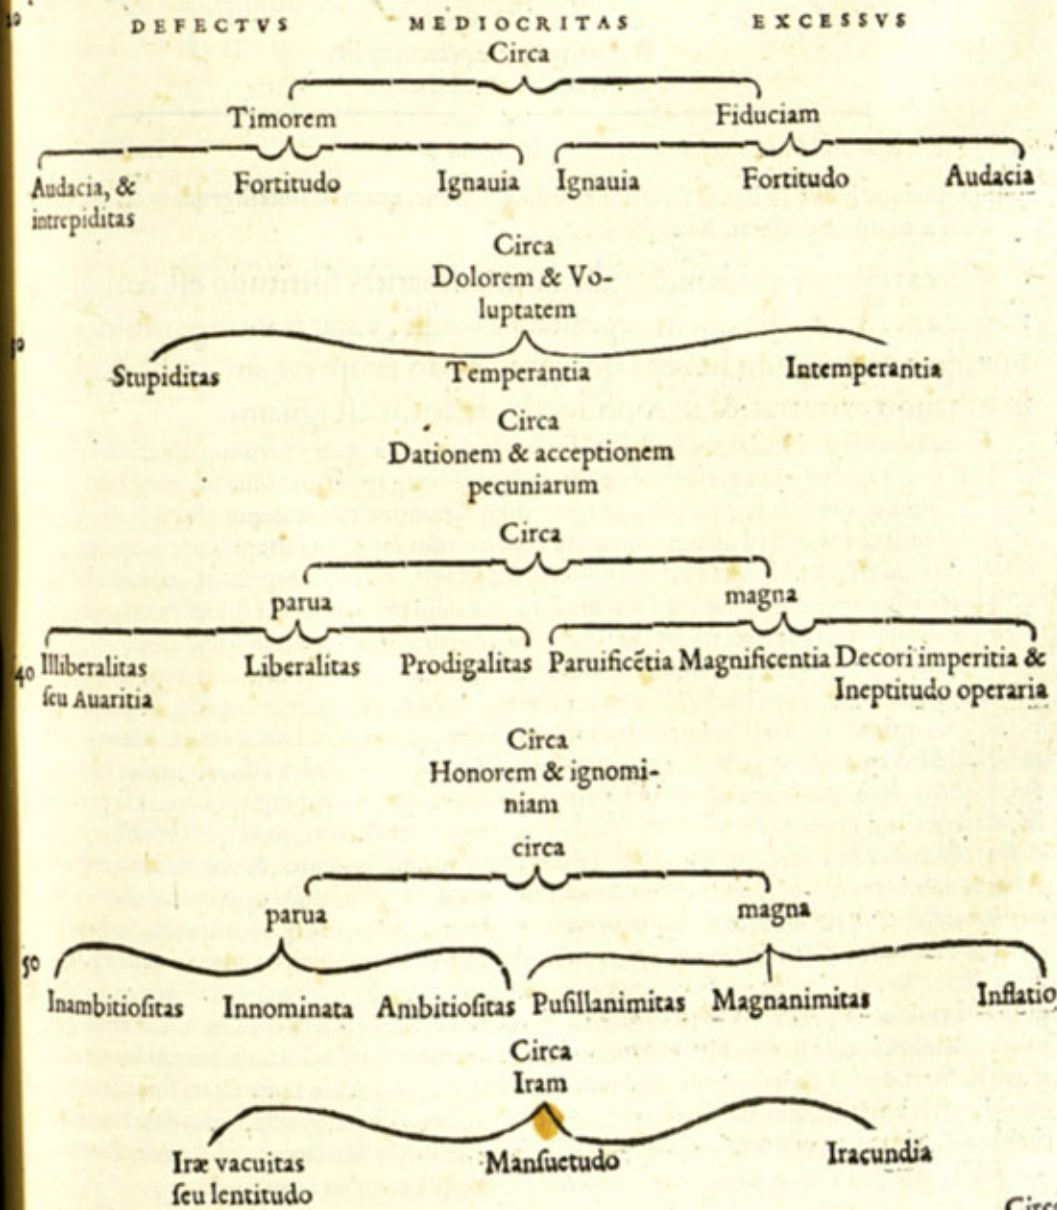 DEFECTVS MEDIOCRITAS EXCESSVS
Circa
Timorem Fiduciam
Audacia, & Fortitudo Ignauia Ignauia Fortitudo Audacia
intrepiditas
Circa
Dolorem & Vo-
luptatem
Stupiditas Temperantia Intemperantia
Circa
Dationem & acceptionem
pecuniarum
Circa
parua magna
40 Illiberalitas Liberalitas Prodigalitas Paruificẽtia Magnificentia Decori imperitia &
ſeu Auaritia Ineptitudo operaria
Circa
Honorem & ignomi-
niam
circa
parua magna
50
Inambitioſitas Innominata Ambitioſitas Puſillanimitas Magnanimitas Inflatio
Circa
Iram
Iræ vacuitas Manſuetudo Iracundia
ſeu lentitudo